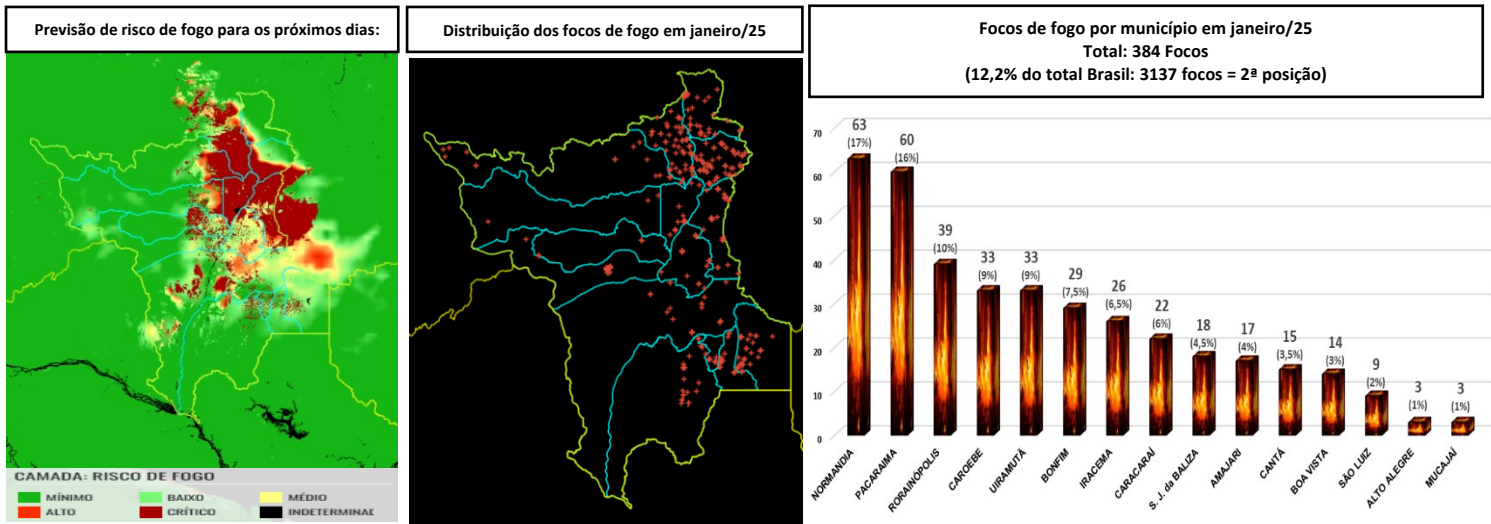 Previsão de risco de fogo para os próximos dias:
Distribuição dos focos de fogo em janeiro/25
Focos de fogo por município em janeiro/25
Total: 384 Focos
(12,2% do total Brasil: 3137 focos = 2ª posição)
CAMADA: RISCO DE FOGO
MÍNIMO
BAIXO
MÉDIO
ALTO
CRÍTICO
INDETERMINAD
70
60
50
40
30
20
10
0
63
(17%)
60
(16%)
39
(10%)
33
(9%)
33
(9%)
29
(7,5%)
26
(6,5%)
22
(6%)
18
(4,5%)
17
(4%)
15
(3,5%)
14
(3%)
9
(2%)
3
(1%)
3
(1%)
NORMANDIA
PACARAIMA
RORAINÓPOLIS
CAROEBE
UIRAMUTÃ
BONFIM
IRACEMA
CARACARAÍ
S. J. da BALIZA
AMAJARI
CANTÁ
BOA VISTA
SÃO LUIZ
ALTO ALEGRE
MUCAJAÍ